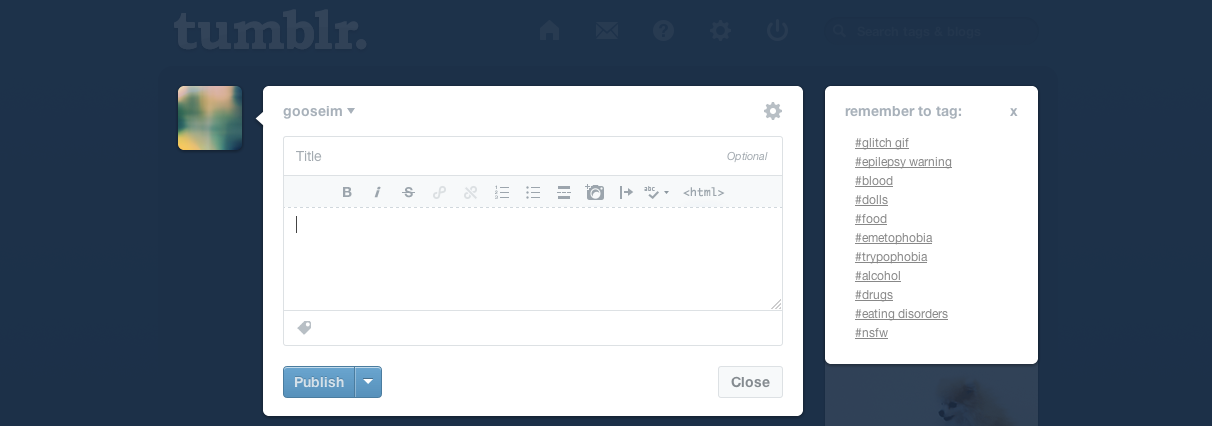 tumblr.
Search tags & blogs
gooseim
remember to tag:
x
Title
Optional
B i S
abc
<html>
#glitch gif
#epilepsy warning
#blood
#dolls
#food
#emetophobia
#trypophobia
#alcohol
#drugs
#eating disorders
#nsfw
Publish
Close